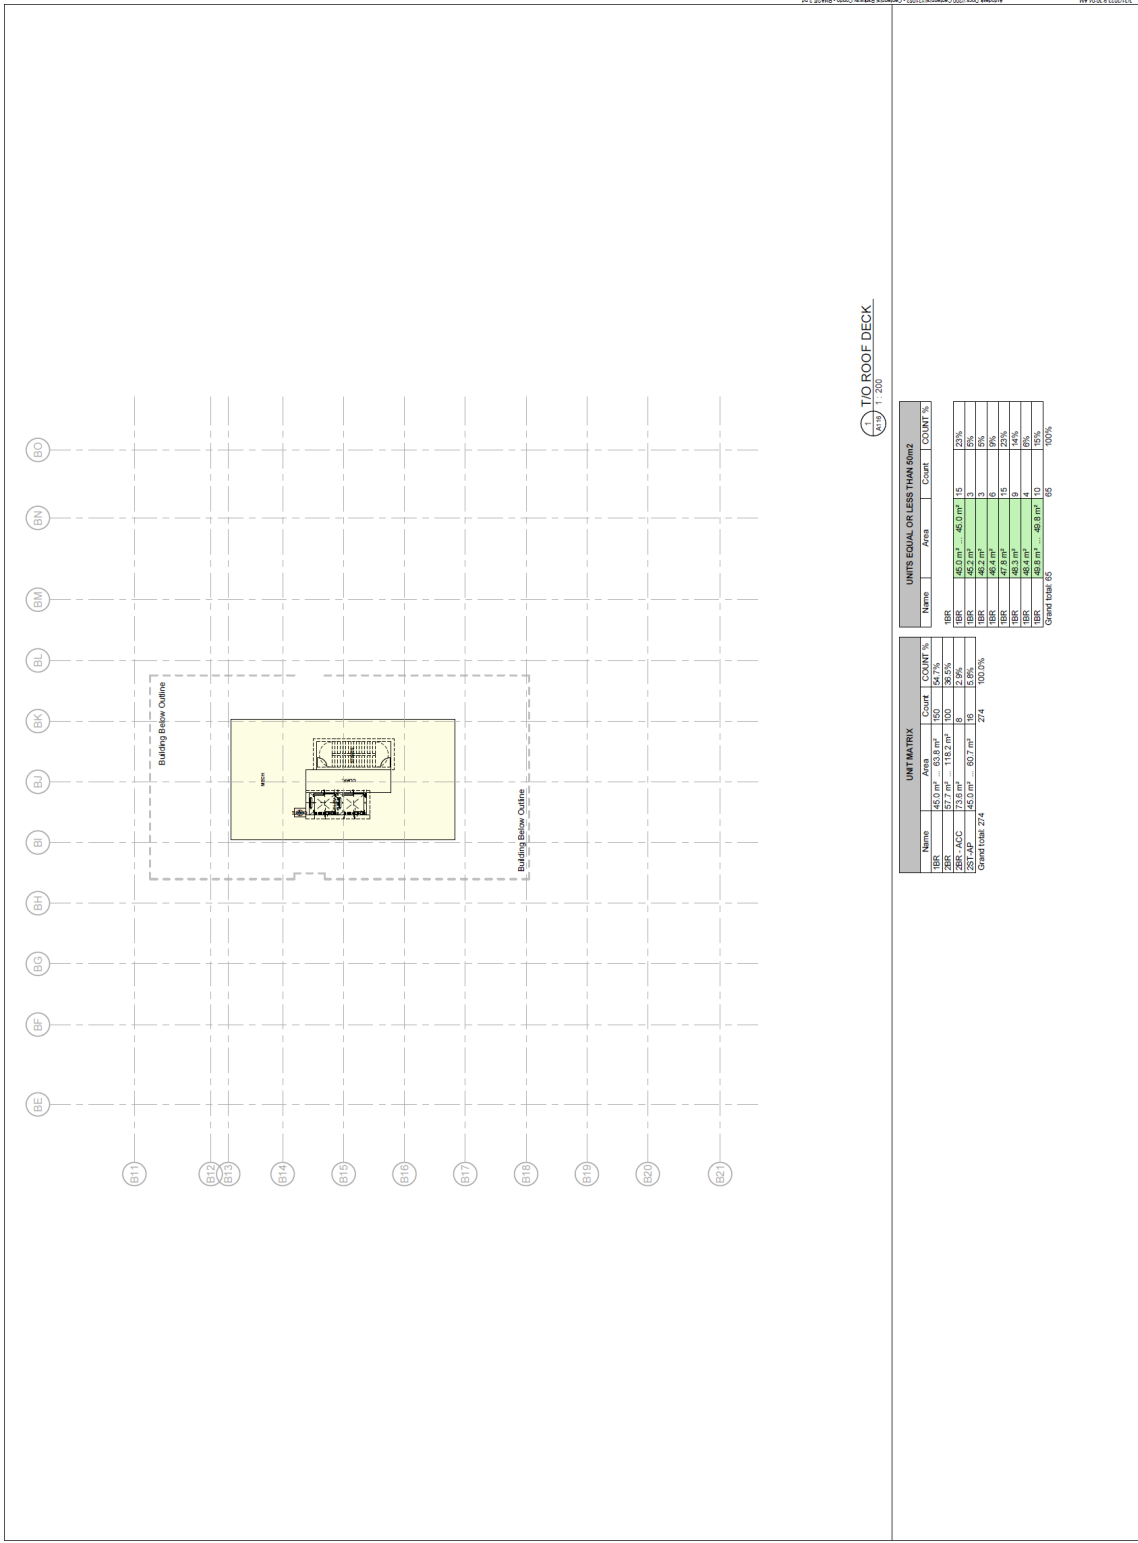 BO
BN
BM
BL
BK
BJ
BI
BH
BG
BF
BE
B11
B12
B13
B14
B15
B16
B17
B18
B19
B20
B21
Building Below Outline
MECH
Building Below Outline
1
A116
T/O ROOF DECK
1 : 200
UNIT MATRIX
Name Area Count COUNT %
1BR 45.0 m² ... 63.8 m² 150 54.7%
2BR 57.7 m² ... 118.2 m² 100 36.5%
2BR - ACC 73.6 m² 8 2.9%
2ST-AP 45.0 m² ... 60.7 m² 16 5.8%
Grand total: 274 274 100.0%
UNITS EQUAL OR LESS THAN 50m2
Name Area Count COUNT %
1BR
1BR 45.0 m² ... 45.0 m² 15 23%
1BR 45.2 m² 3 5%
1BR 46.2 m² 3 5%
1BR 46.4 m² 6 9%
1BR 47.8 m² 15 23%
1BR 48.3 m² 9 14%
1BR 48.4 m² 4 6%
1BR 49.8 m² ... 49.8 m² 10 15%
Grand total: 65 65 100%